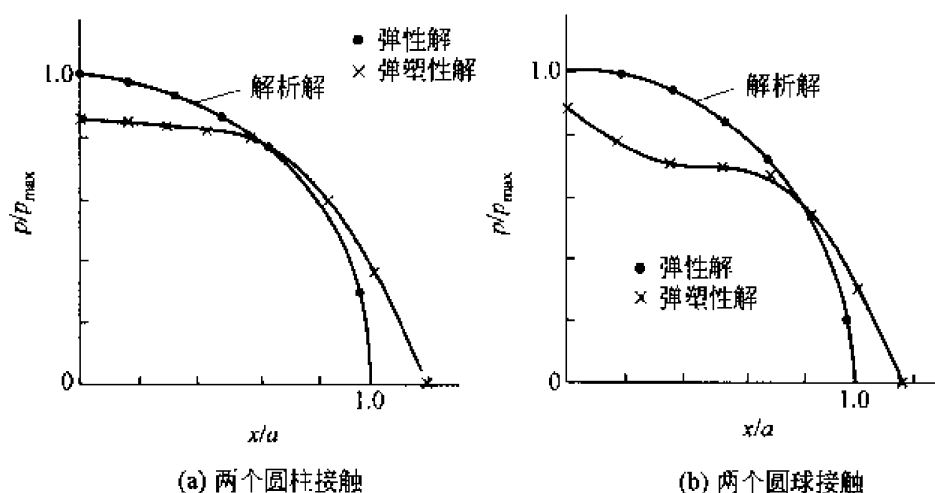 ● 弹性解
× 弹塑性解
1.0
解析解
p/p_max
0
1.0
x/a
(a) 两个圆柱接触
1.0
解析解
p/p_max
● 弹性解
× 弹塑性解
0
1.0
x/a
(b) 两个圆球接触